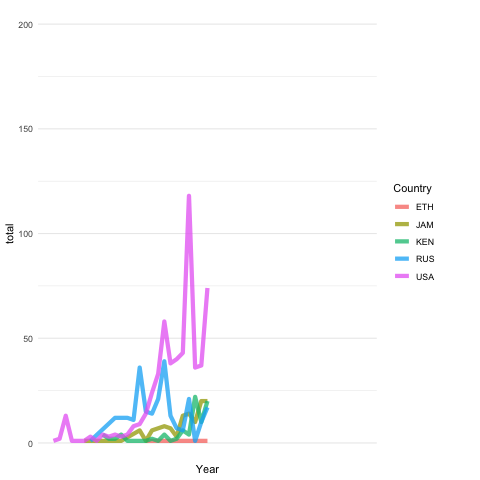 200
150
100
50
0
total
Year
Country
ETH
JAM
KEN
RUS
USA